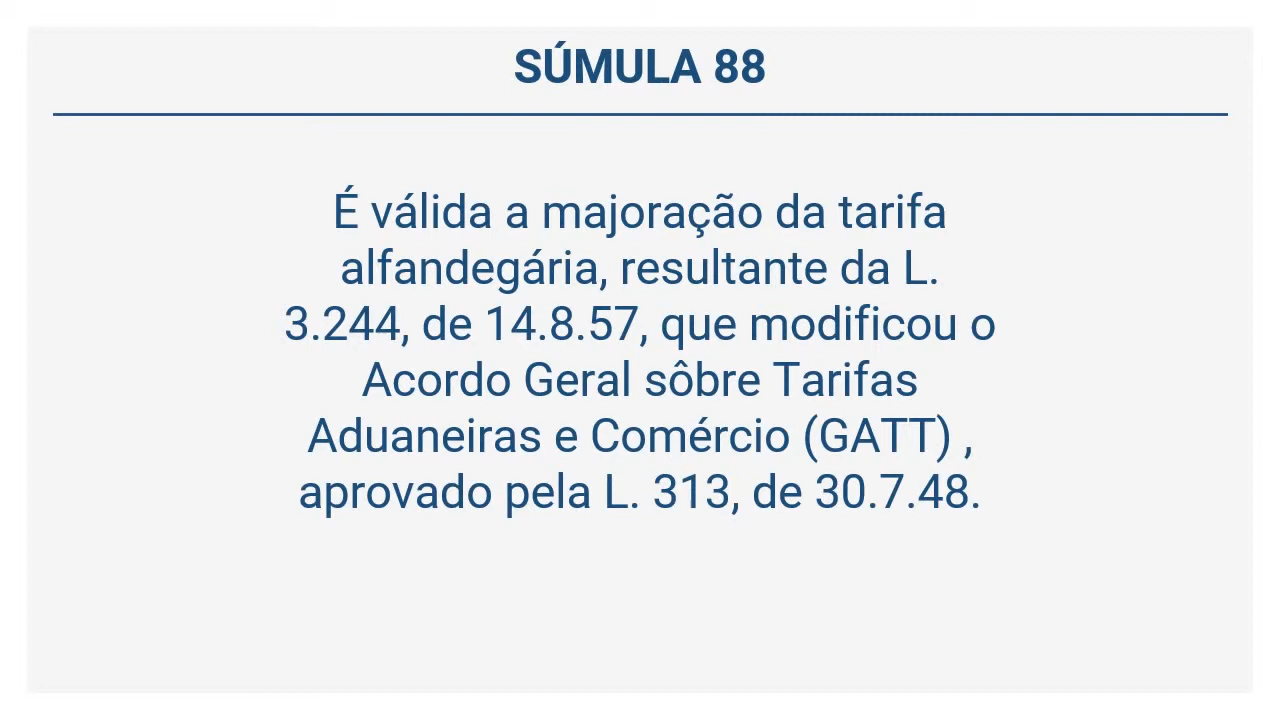 SÚMULA 88
É válida a majoração da tarifa
alfandegária, resultante da L.
3.244, de 14.8.57, que modificou o
Acordo Geral sôbre Tarifas
Aduaneiras e Comércio (GATT) ,
aprovado pela L. 313, de 30.7.48.